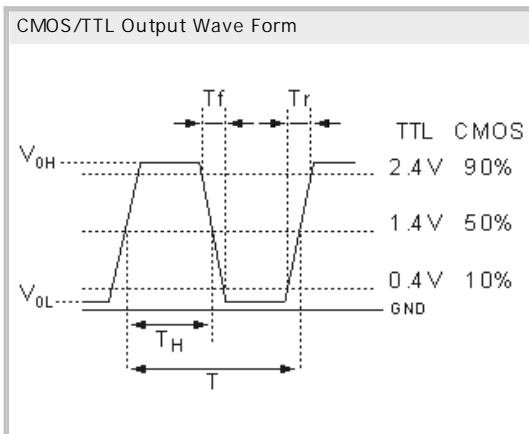 CMOS/TTL Output Wave Form
Tf Tr
TTL CMOS
V0H 2.4V 90%
1.4V 50%
0.4V 10%
V0L
GND
TH
T